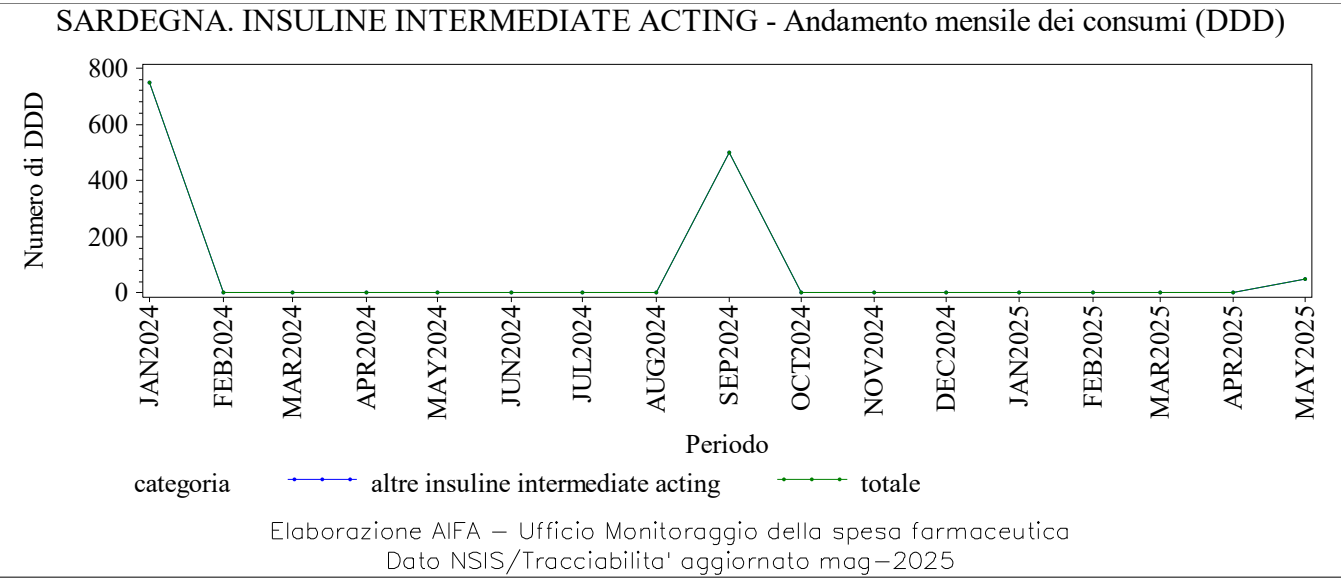 SARDEGNA. INSULINE INTERMEDIATE ACTING - Andamento mensile dei consumi (DDD)
Numero di DDD
800
600
400
200
0
JAN2024
FEB2024
MAR2024
APR2024
MAY2024
JUN2024
JUL2024
AUG2024
SEP2024
OCT2024
NOV2024
DEC2024
JAN2025
FEB2025
MAR2025
APR2025
MAY2025
Periodo
categoria altre insuline intermediate acting totale
Elaborazione AIFA – Ufficio Monitoraggio della spesa farmaceutica
Dato NSIS/Tracciabilita' aggiornato mag–2025